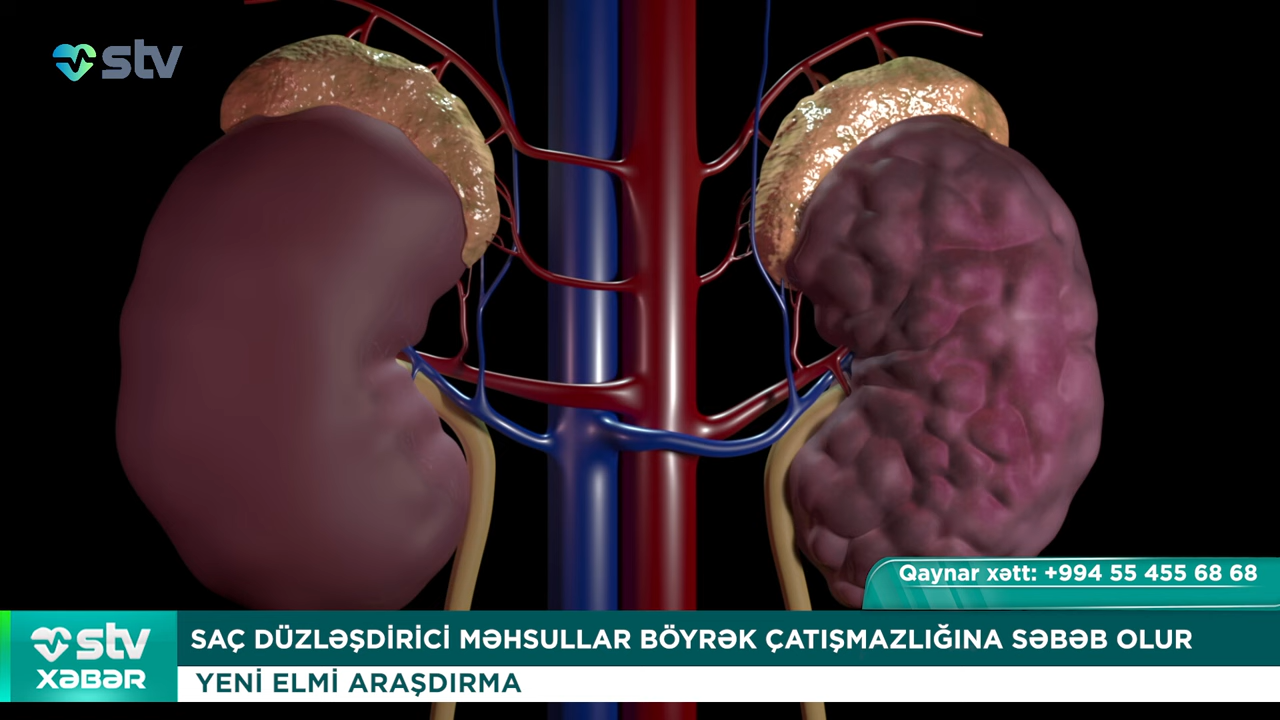 stv
Qaynar xətt: +994 55 455 68 68
stv
XƏBƏR
SAÇ DÜZLƏŞDİRİCİ MƏHSULLAR BÖYRƏK ÇATIŞMAZLIĞINA SƏBƏB OLUR
YENİ ELMİ ARAŞDIRMA